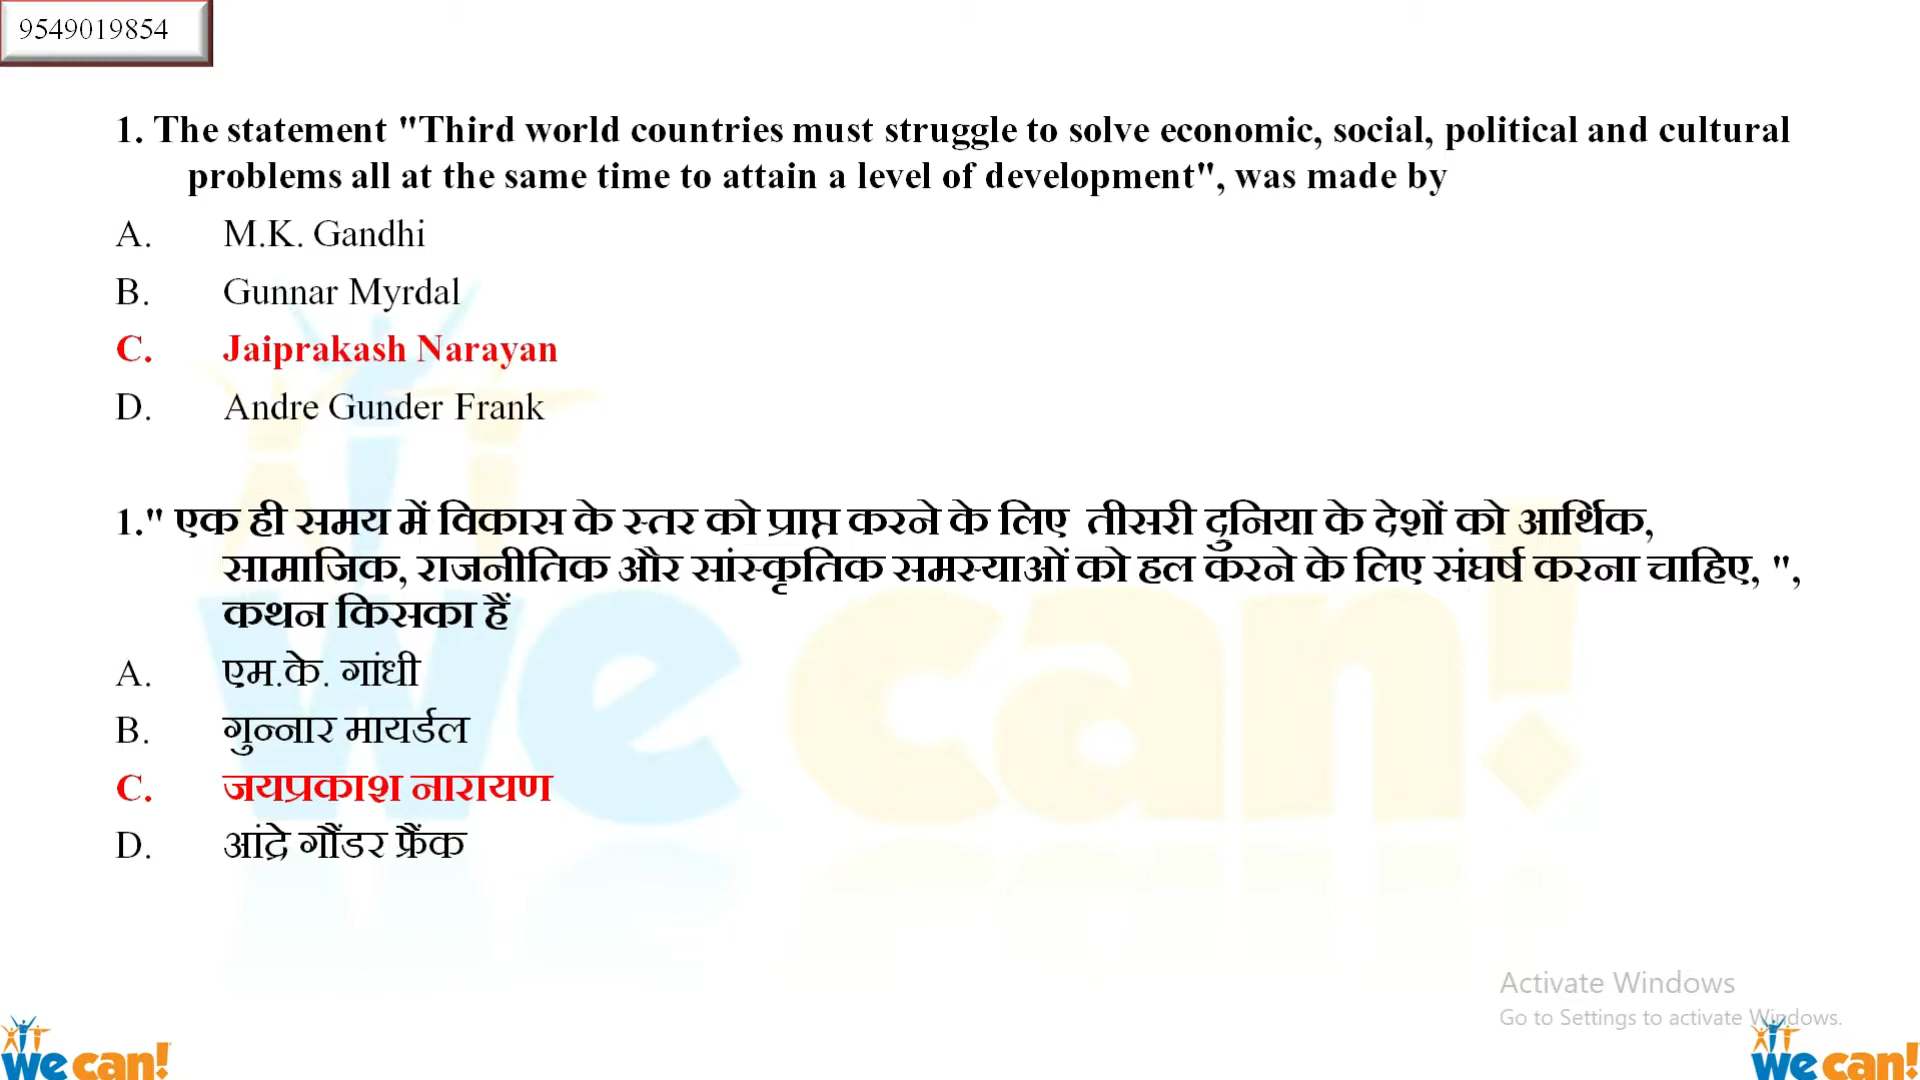 9549019854
1. The statement "Third world countries must struggle to solve economic, social, political and cultural
problems all at the same time to attain a level of development", was made by
A. M.K. Gandhi
B. Gunnar Myrdal
C. Jaiprakash Narayan
D. Andre Gunder Frank
1." एक ही समय में विकास के स्तर को प्राप्त करने के लिए तीसरी दुनिया के देशों को आर्थिक,
सामाजिक, राजनीतिक और सांस्कृतिक समस्याओं को हल करने के लिए संघर्ष करना चाहिए, ",
कथन किसका हैं
A. एम.के. गांधी
B. गुन्नार मायर्डल
C. जयप्रकाश नारायण
D. आंद्रे गौंडर फ्रैंक
we can!
Activate Windows
Go to Settings to activate Windows.
we can!
we can!